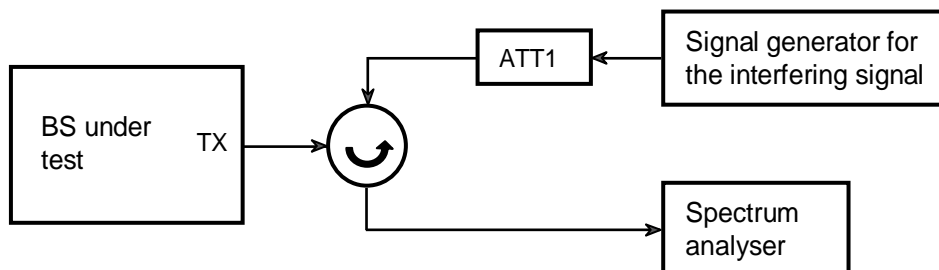 Signal generator for
the interfering signal
ATT1
BS under
test
TX
Spectrum
analyser